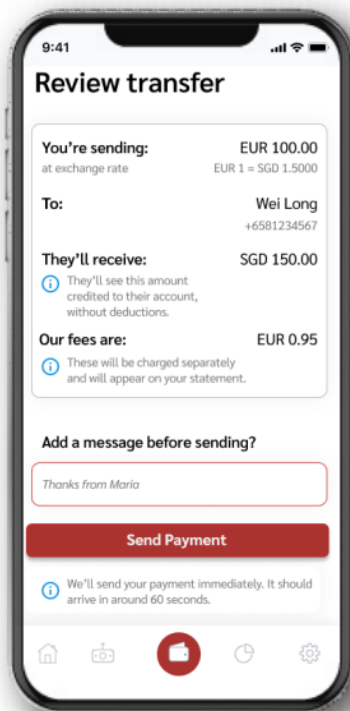 9:41
Review transfer
You're sending: EUR 100.00
at exchange rate EUR 1 = SGD 1.5000
To: Wei Long
+6581234567
They'll receive: SGD 150.00
They'll see this amount
credited to their account,
without deductions.
Our fees are: EUR 0.95
These will be charged separately
and will appear on your statement.
Add a message before sending?
Thanks from Maria
Send Payment
We'll send your payment immediately. It should
arrive in around 60 seconds.